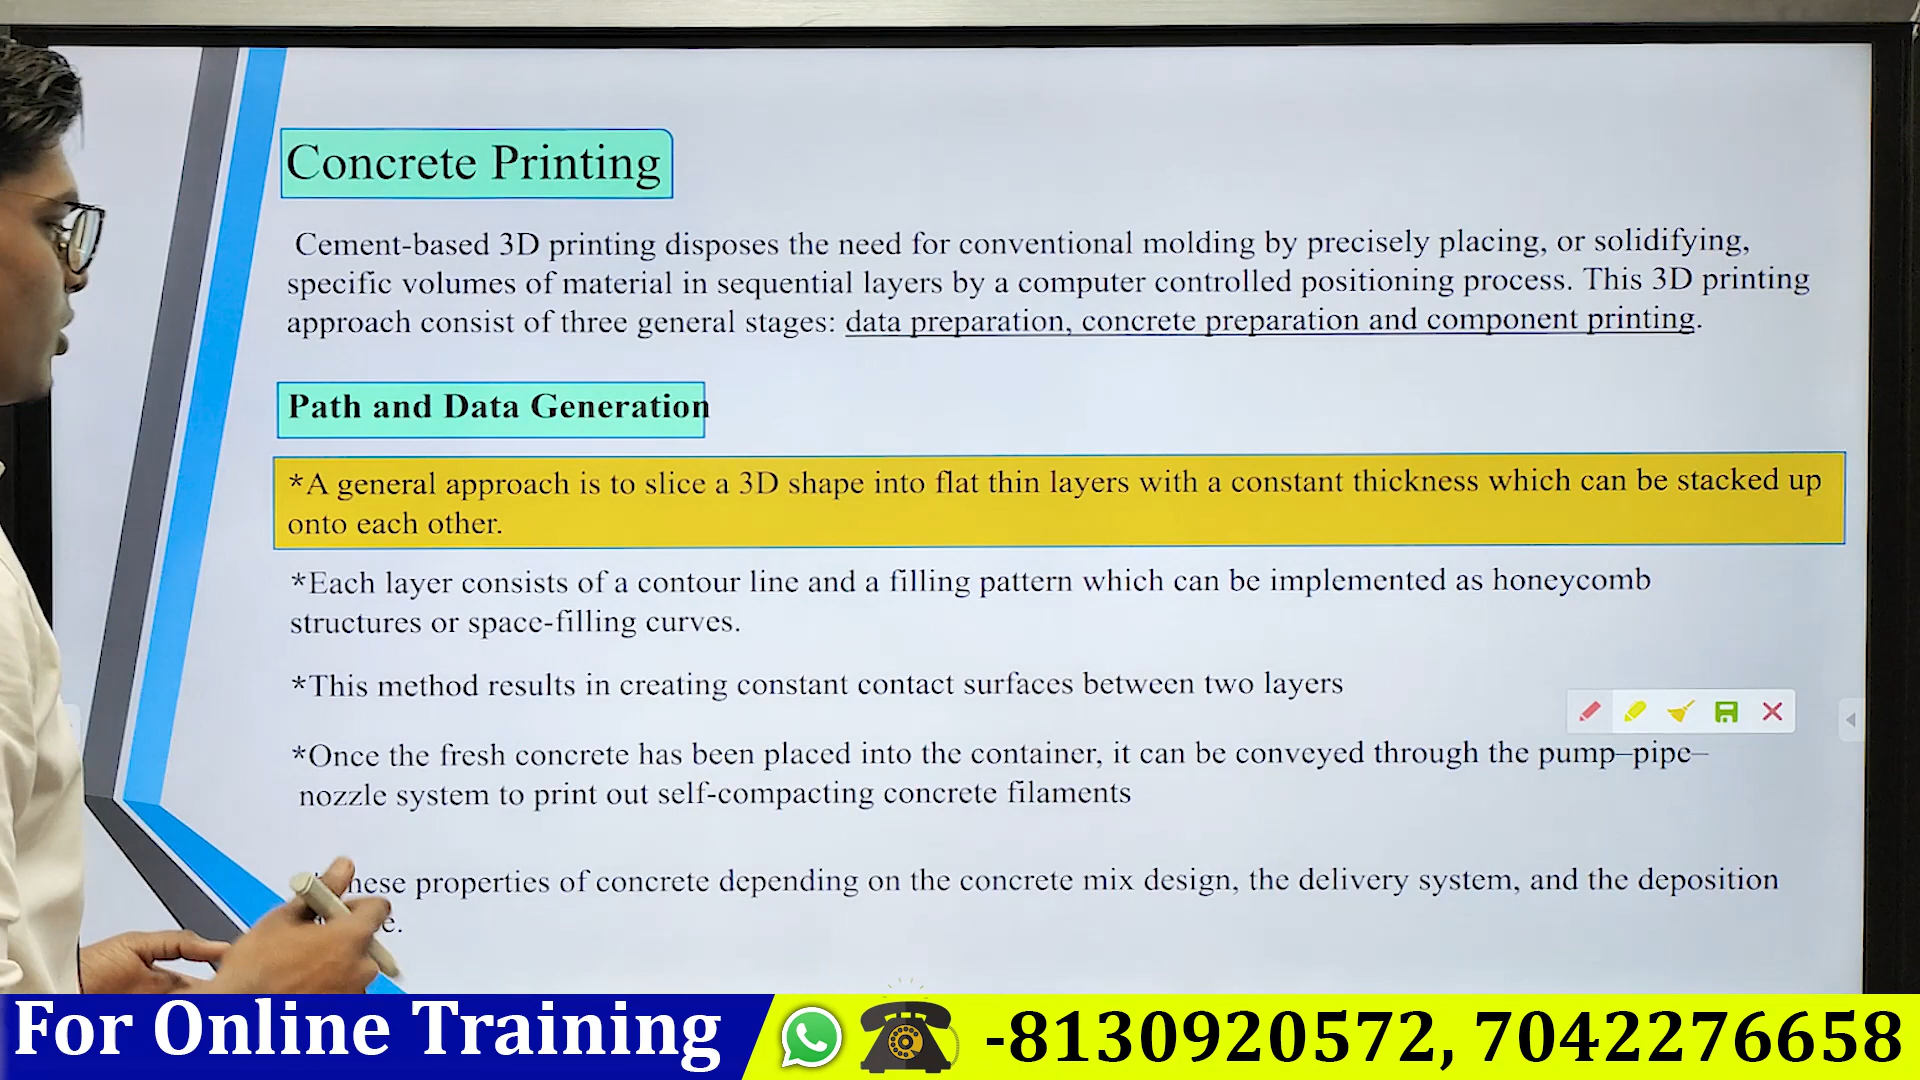 Concrete Printing
Cement-based 3D printing disposes the need for conventional molding by precisely placing, or solidifying,
specific volumes of material in sequential layers by a computer controlled positioning process. This 3D printing
approach consist of three general stages: data preparation, concrete preparation and component printing.
Path and Data Generation
*A general approach is to slice a 3D shape into flat thin layers with a constant thickness which can be stacked up
onto each other.
*Each layer consists of a contour line and a filling pattern which can be implemented as honeycomb
structures or space-filling curves.
*This method results in creating constant contact surfaces between two layers
*Once the fresh concrete has been placed into the container, it can be conveyed through the pump–pipe–
nozzle system to print out self-compacting concrete filaments
properties of concrete depending on the concrete mix design, the delivery system, and the deposition
For Online Training -8130920572, 7042276658